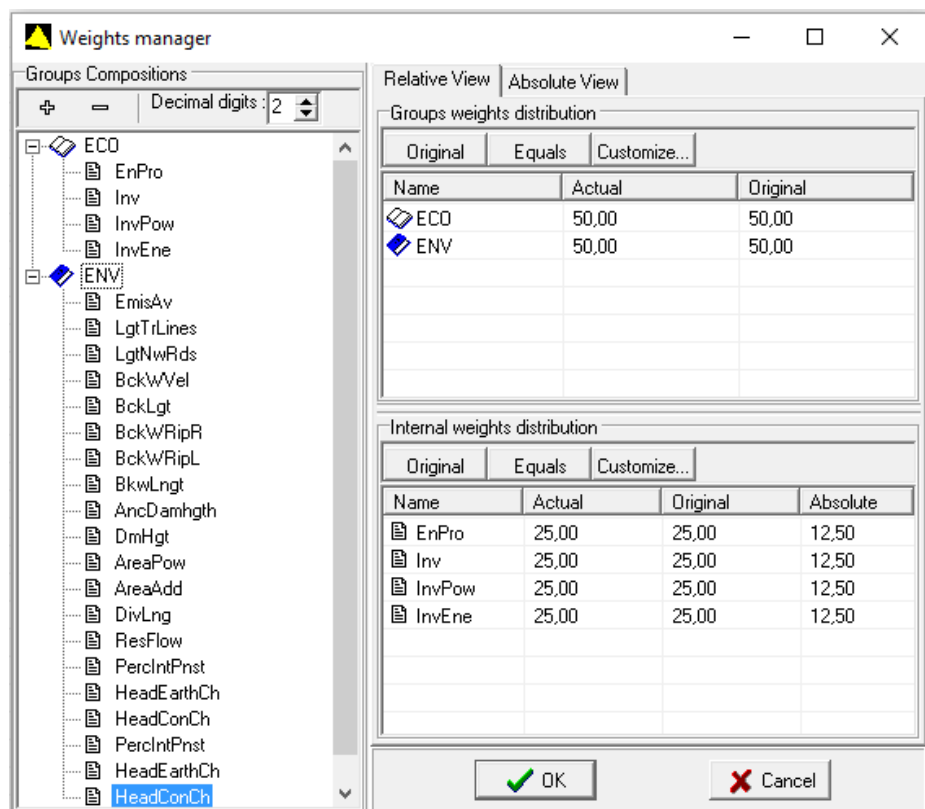 Weights manager
Groups Compositions
Decimal digits : 2
ECO
EnPro
Inv
InvPow
InvEne
ENV
EmisAv
LgtTrLines
LgtNwRds
BckWVel
BckLgt
BckWRipR
BckWRipL
BkwLngt
AncDamhgth
DmHgt
AreaPow
AreaAdd
DivLng
ResFlow
PercIntPnst
HeadEarthCh
HeadConCh
PercIntPnst
HeadEarthCh
HeadConCh
Relative View Absolute View
Groups weights distribution
Original Equals Customize...
Name Actual Original
ECO 50,00 50,00
ENV 50,00 50,00
Internal weights distribution
Original Equals Customize...
Name Actual Original Absolute
EnPro 25,00 25,00 12,50
Inv 25,00 25,00 12,50
InvPow 25,00 25,00 12,50
InvEne 25,00 25,00 12,50
OK Cancel